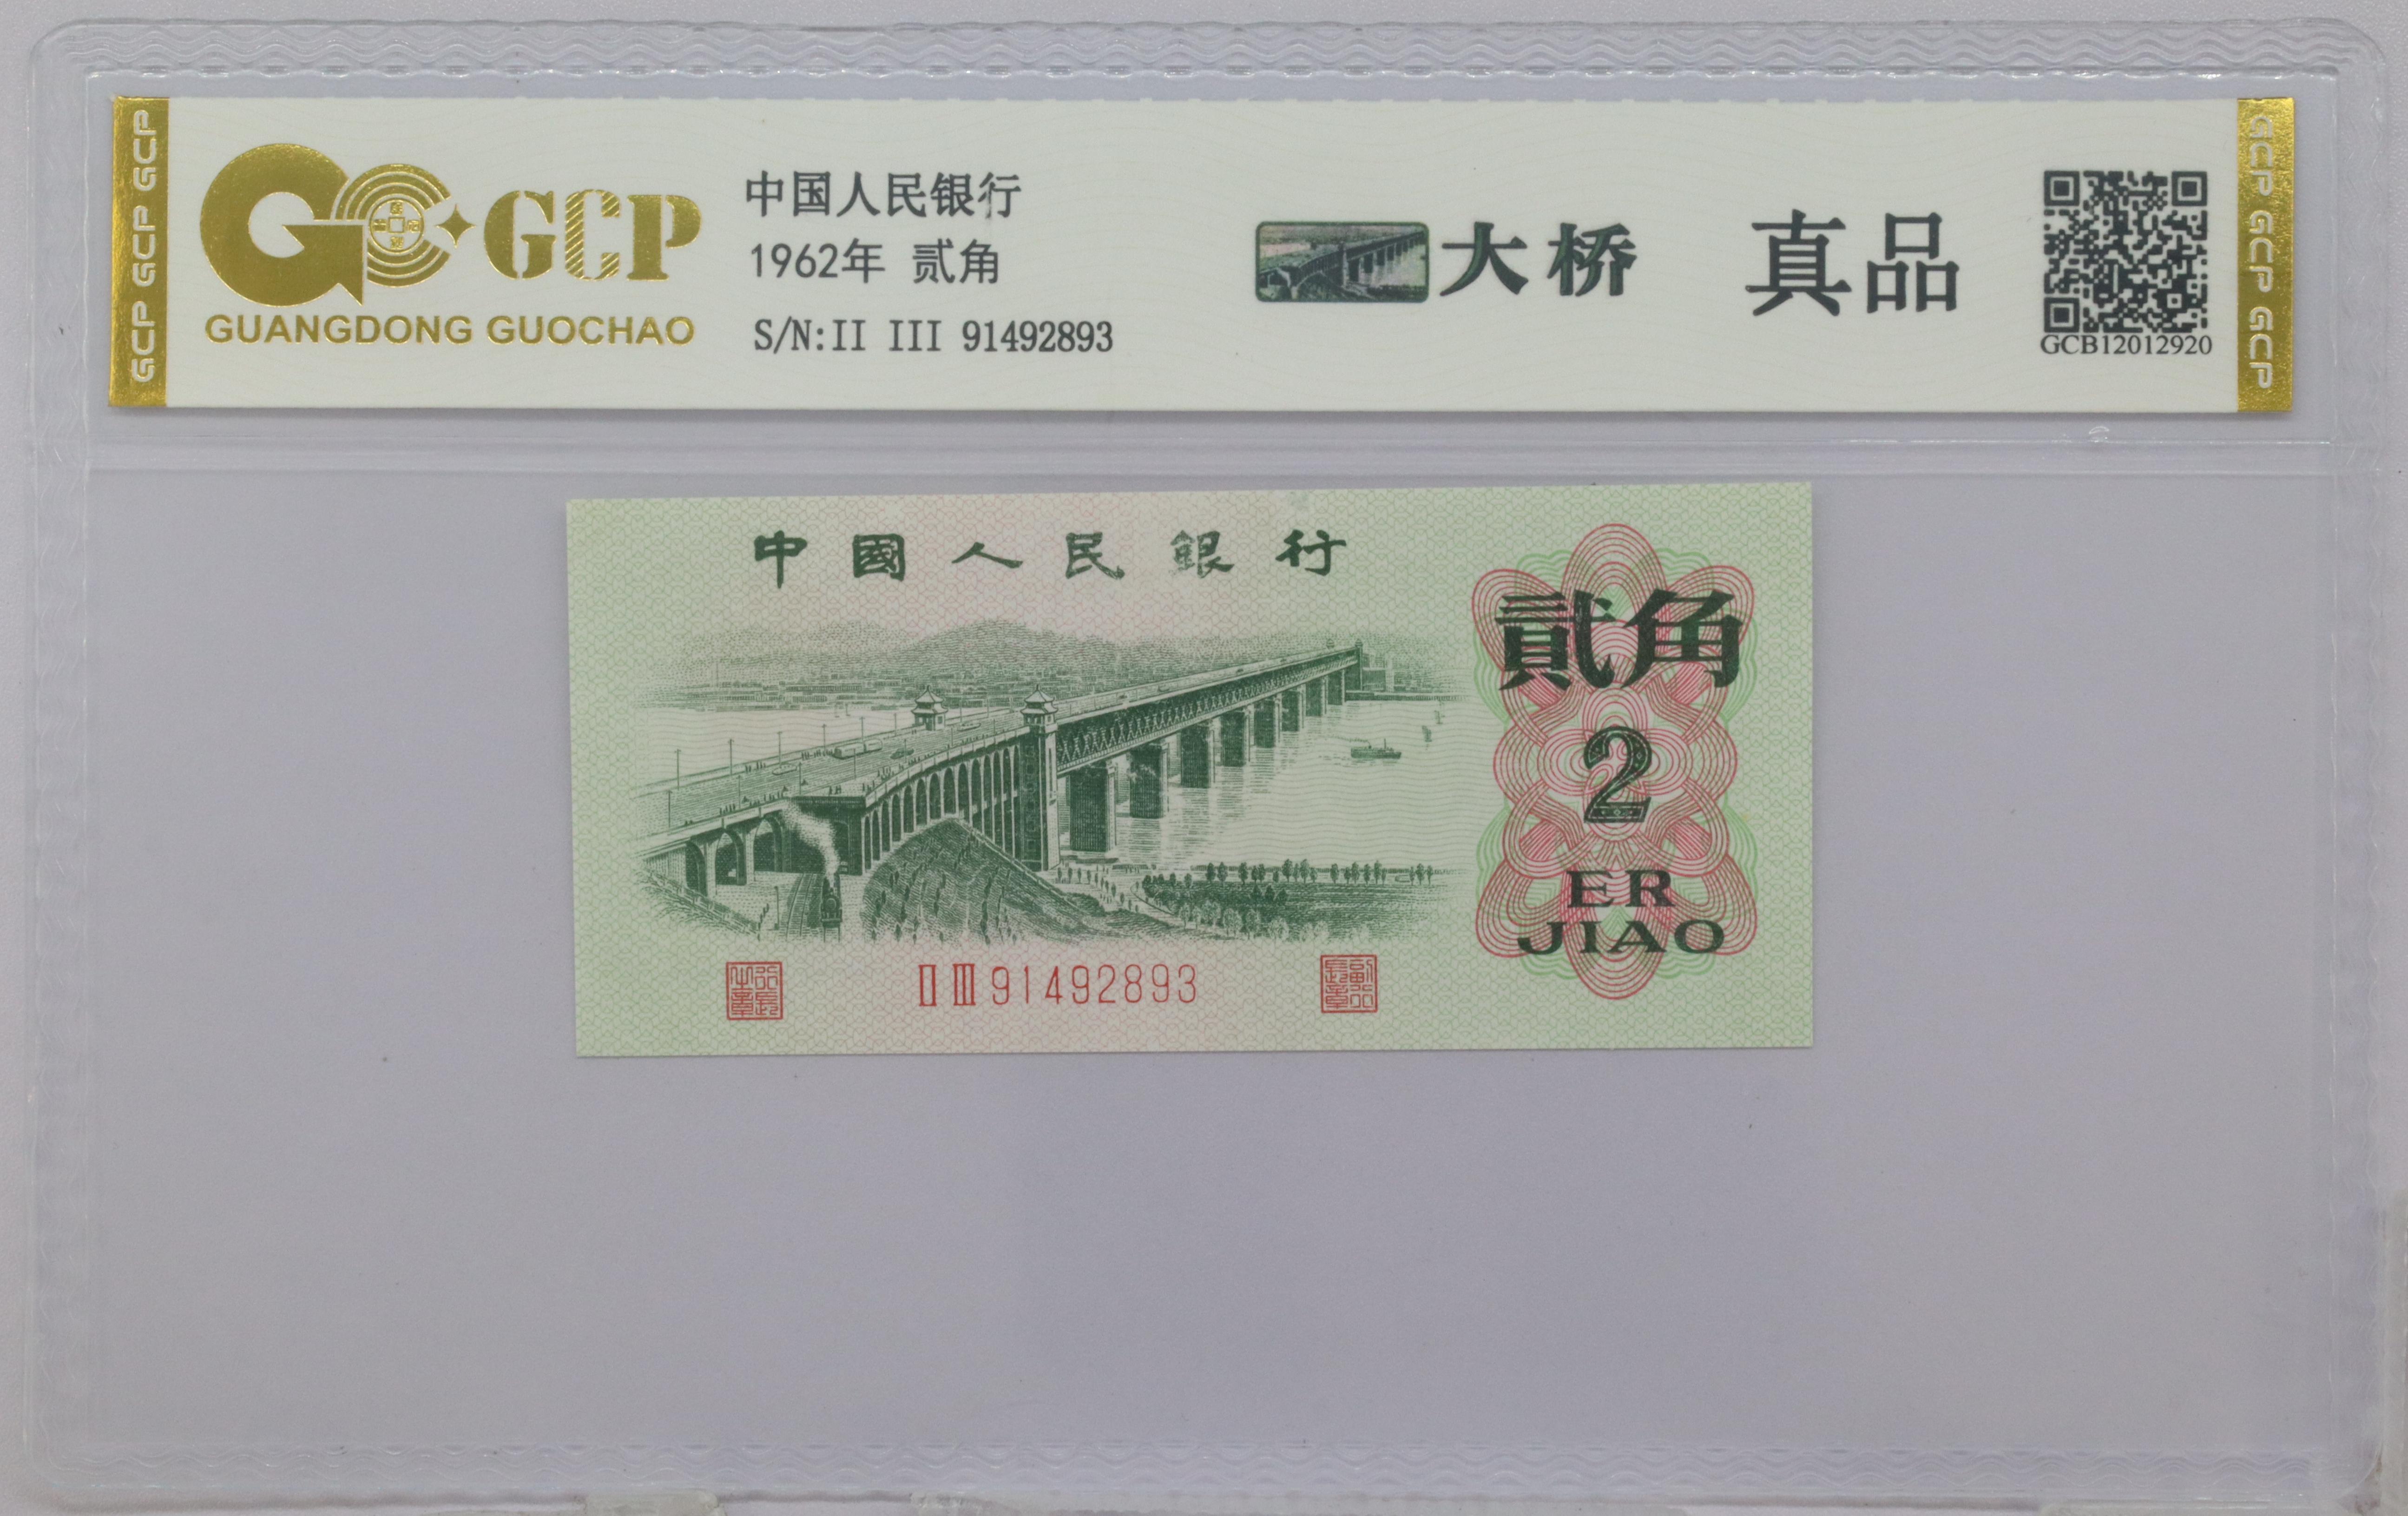 GCP GCP GCP
GCP
GUANGDONG GUOCHAO
中国人民银行
1962年 贰角
S/N:II III 91492893
大桥
真品
GCB12012920
GCP GCP GCP
中國人民銀行
貳角
2
ER
JIAO
II III 91492893